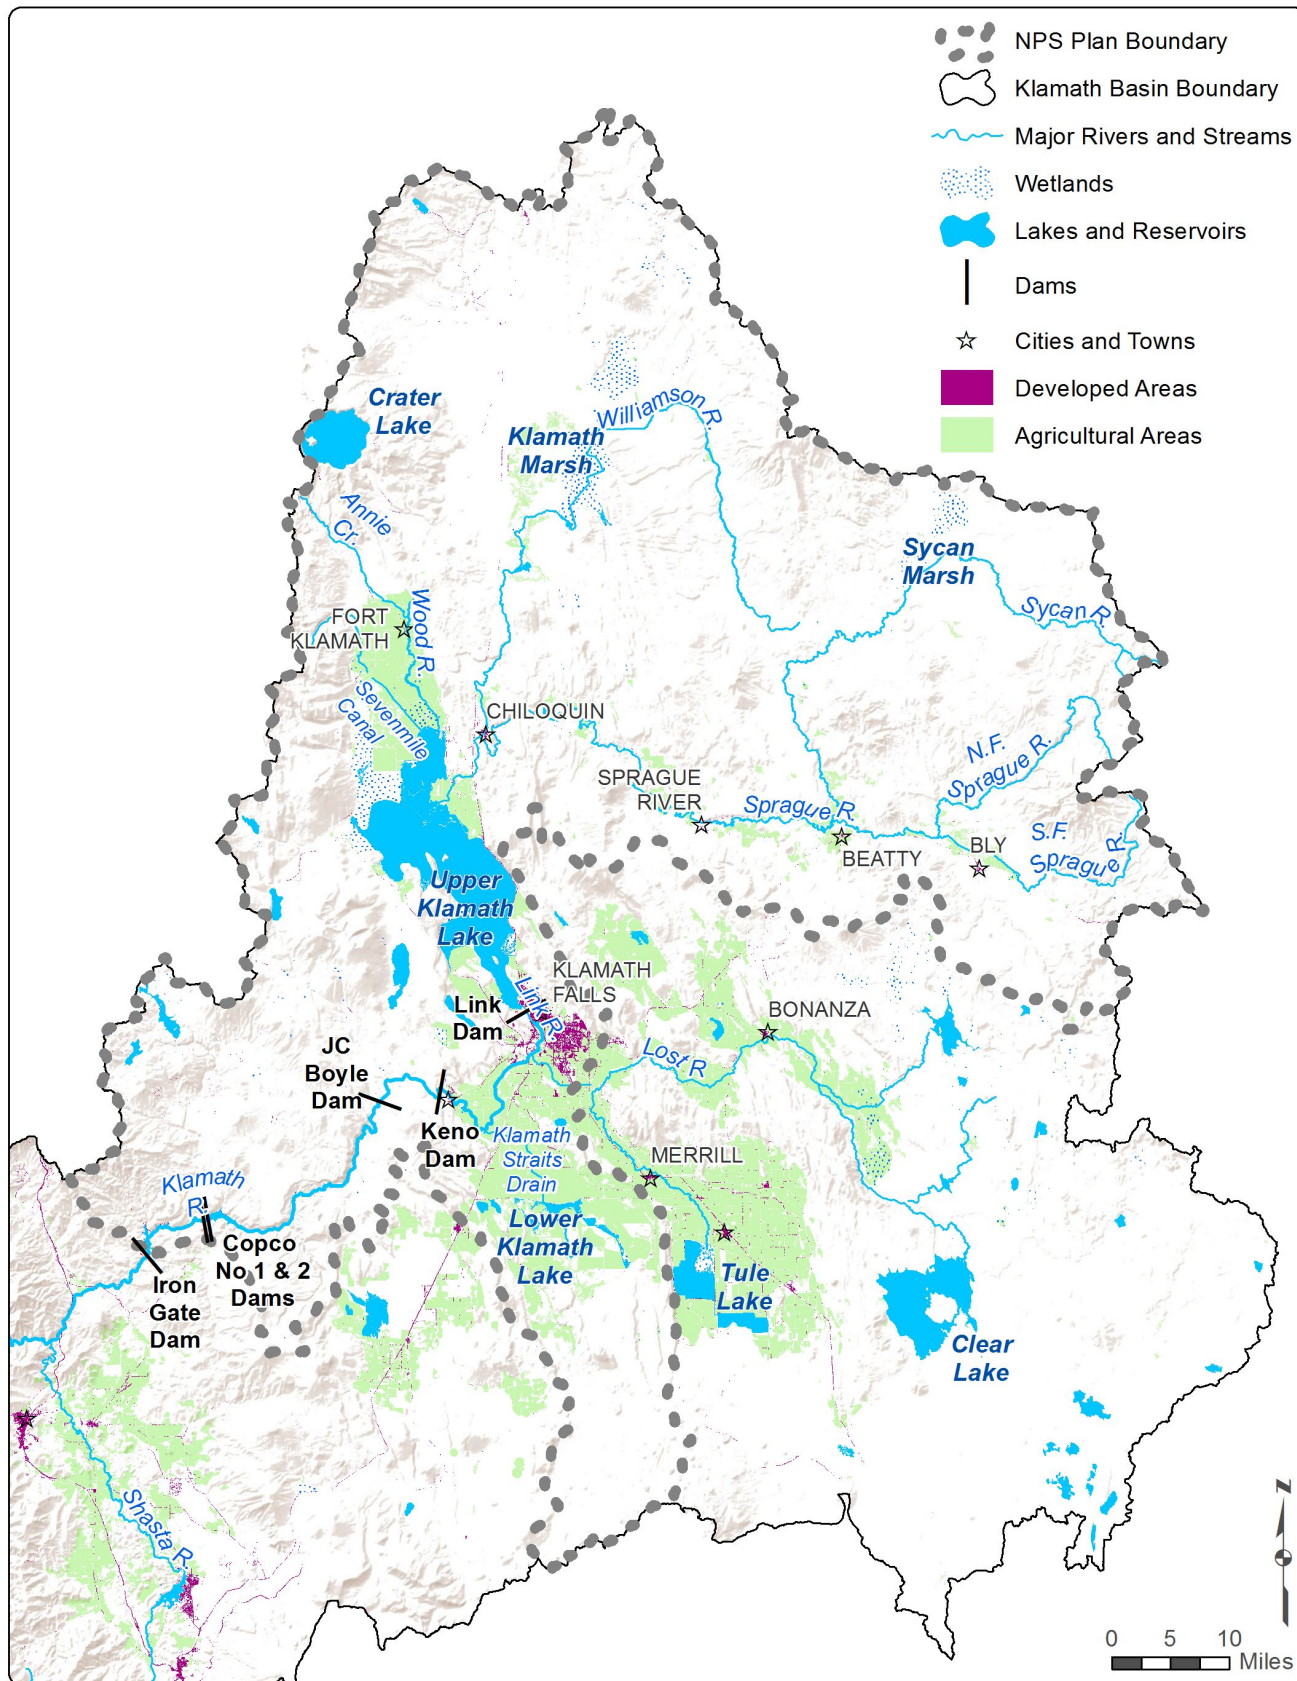 NPS Plan Boundary
Klamath Basin Boundary
Major Rivers and Streams
Wetlands
Lakes and Reservoirs
Dams
Cities and Towns
Developed Areas
Agricultural Areas
Crater
Lake
Williamson R.
Klamath
Marsh
Annie
Cr.
Sycan
Marsh
Sycan R.
FORT
KLAMATH
Wood R.
Sevenmile
Canal
CHILOQUIN
N.F.
Sprague R.
SPRAGUE
RIVER
Sprague R.
BEATTY
BLY
S.F.
Sprague R.
Upper
Klamath
Lake
KLAMATH
FALLS
Link R.
Link
Dam
BONANZA
Lost R
JC
Boyle
Dam
Keno
Dam
Klamath
Straits
Drain
MERRILL
Klamath
R.
Copco
No.1 & 2
Dams
Iron
Gate
Dam
Lower
Klamath
Lake
Tule
Lake
Clear
Lake
Shasta R.
N
0 5 10
Miles